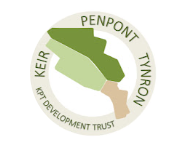 KEIR
PENPONT
TYNRON
KPT DEVELOPMENT TRUST